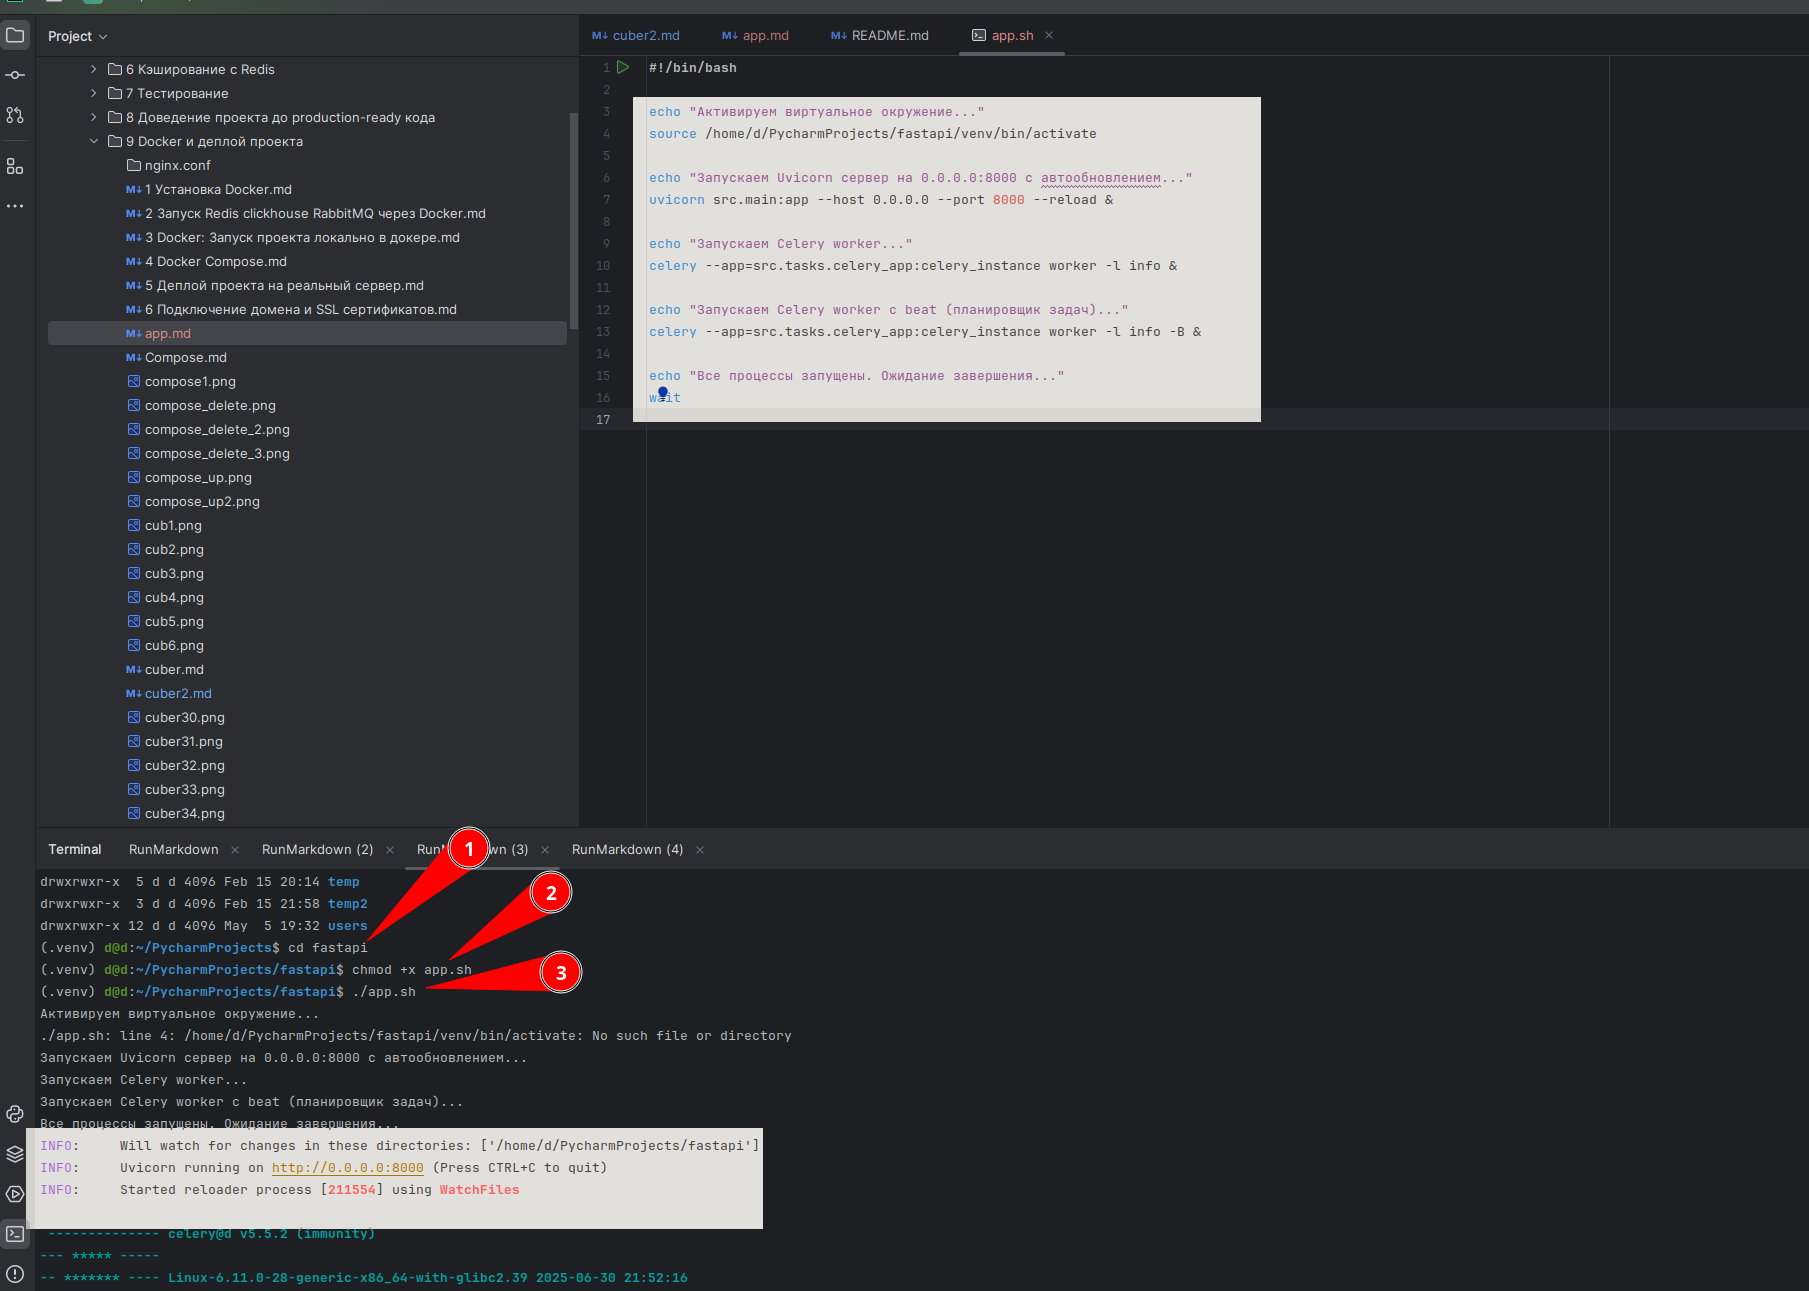 Project
6 Кэширование с Redis
7 Тестирование
8 Доведение проекта до production-ready кода
9 Docker и деплой проекта
nginx.conf
M↓ 1 Установка Docker.md
M↓ 2 Запуск Redis clickhouse RabbitMQ через Docker.md
M↓ 3 Docker: Запуск проекта локально в докере.md
M↓ 4 Docker Compose.md
M↓ 5 Деплой проекта на реальный сервер.md
M↓ 6 Подключение домена и SSL сертификатов.md
M↓ app.md
M↓ Compose.md
compose1.png
compose_delete.png
compose_delete_2.png
compose_delete_3.png
compose_up.png
compose_up2.png
cub1.png
cub2.png
cub3.png
cub4.png
cub5.png
cub6.png
M↓ cuber.md
M↓ cuber2.md
cuber30.png
cuber31.png
cuber32.png
cuber33.png
cuber34.png
M↓ cuber2.md M↓ app.md M↓ README.md app.sh
1 #!/bin/bash
2
3 echo "Активируем виртуальное окружение..."
4 source /home/d/PycharmProjects/fastapi/venv/bin/activate
5
6 echo "Запускаем Uvicorn сервер на 0.0.0.0:8000 с автообновлением..."
7 uvicorn src.main:app --host 0.0.0.0 --port 8000 --reload &
8
9 echo "Запускаем Celery worker..."
10 celery --app=src.tasks.celery_app:celery_instance worker -l info &
11
12 echo "Запускаем Celery worker с beat (планировщик задач)..."
13 celery --app=src.tasks.celery_app:celery_instance worker -l info -B &
14
15 echo "Все процессы запущены. Ожидание завершения..."
16 wait
17
Terminal RunMarkdown RunMarkdown (2) RunMarkdown (3) RunMarkdown (4)
1
2
3
drwxrwxr-x  5 d d 4096 Feb 15 20:14 temp
drwxrwxr-x  3 d d 4096 Feb 15 21:58 temp2
drwxrwxr-x 12 d d 4096 May  5 19:32 users
(.venv) d@d:~/PycharmProjects$ cd fastapi
(.venv) d@d:~/PycharmProjects/fastapi$ chmod +x app.sh
(.venv) d@d:~/PycharmProjects/fastapi$ ./app.sh
Активируем виртуальное окружение...
./app.sh: line 4: /home/d/PycharmProjects/fastapi/venv/bin/activate: No such file or directory
Запускаем Uvicorn сервер на 0.0.0.0:8000 с автообновлением...
Запускаем Celery worker...
Запускаем Celery worker с beat (планировщик задач)...
Все процессы запущены. Ожидание завершения...
INFO:     Will watch for changes in these directories: ['/home/d/PycharmProjects/fastapi']
INFO:     Uvicorn running on http://0.0.0.0:8000 (Press CTRL+C to quit)
INFO:     Started reloader process [211554] using WatchFiles
-------------- celery@d v5.5.2 (immunity)
--- ***** -----
-- ******* ---- Linux-6.11.0-28-generic-x86_64-with-glibc2.39 2025-06-30 21:52:16